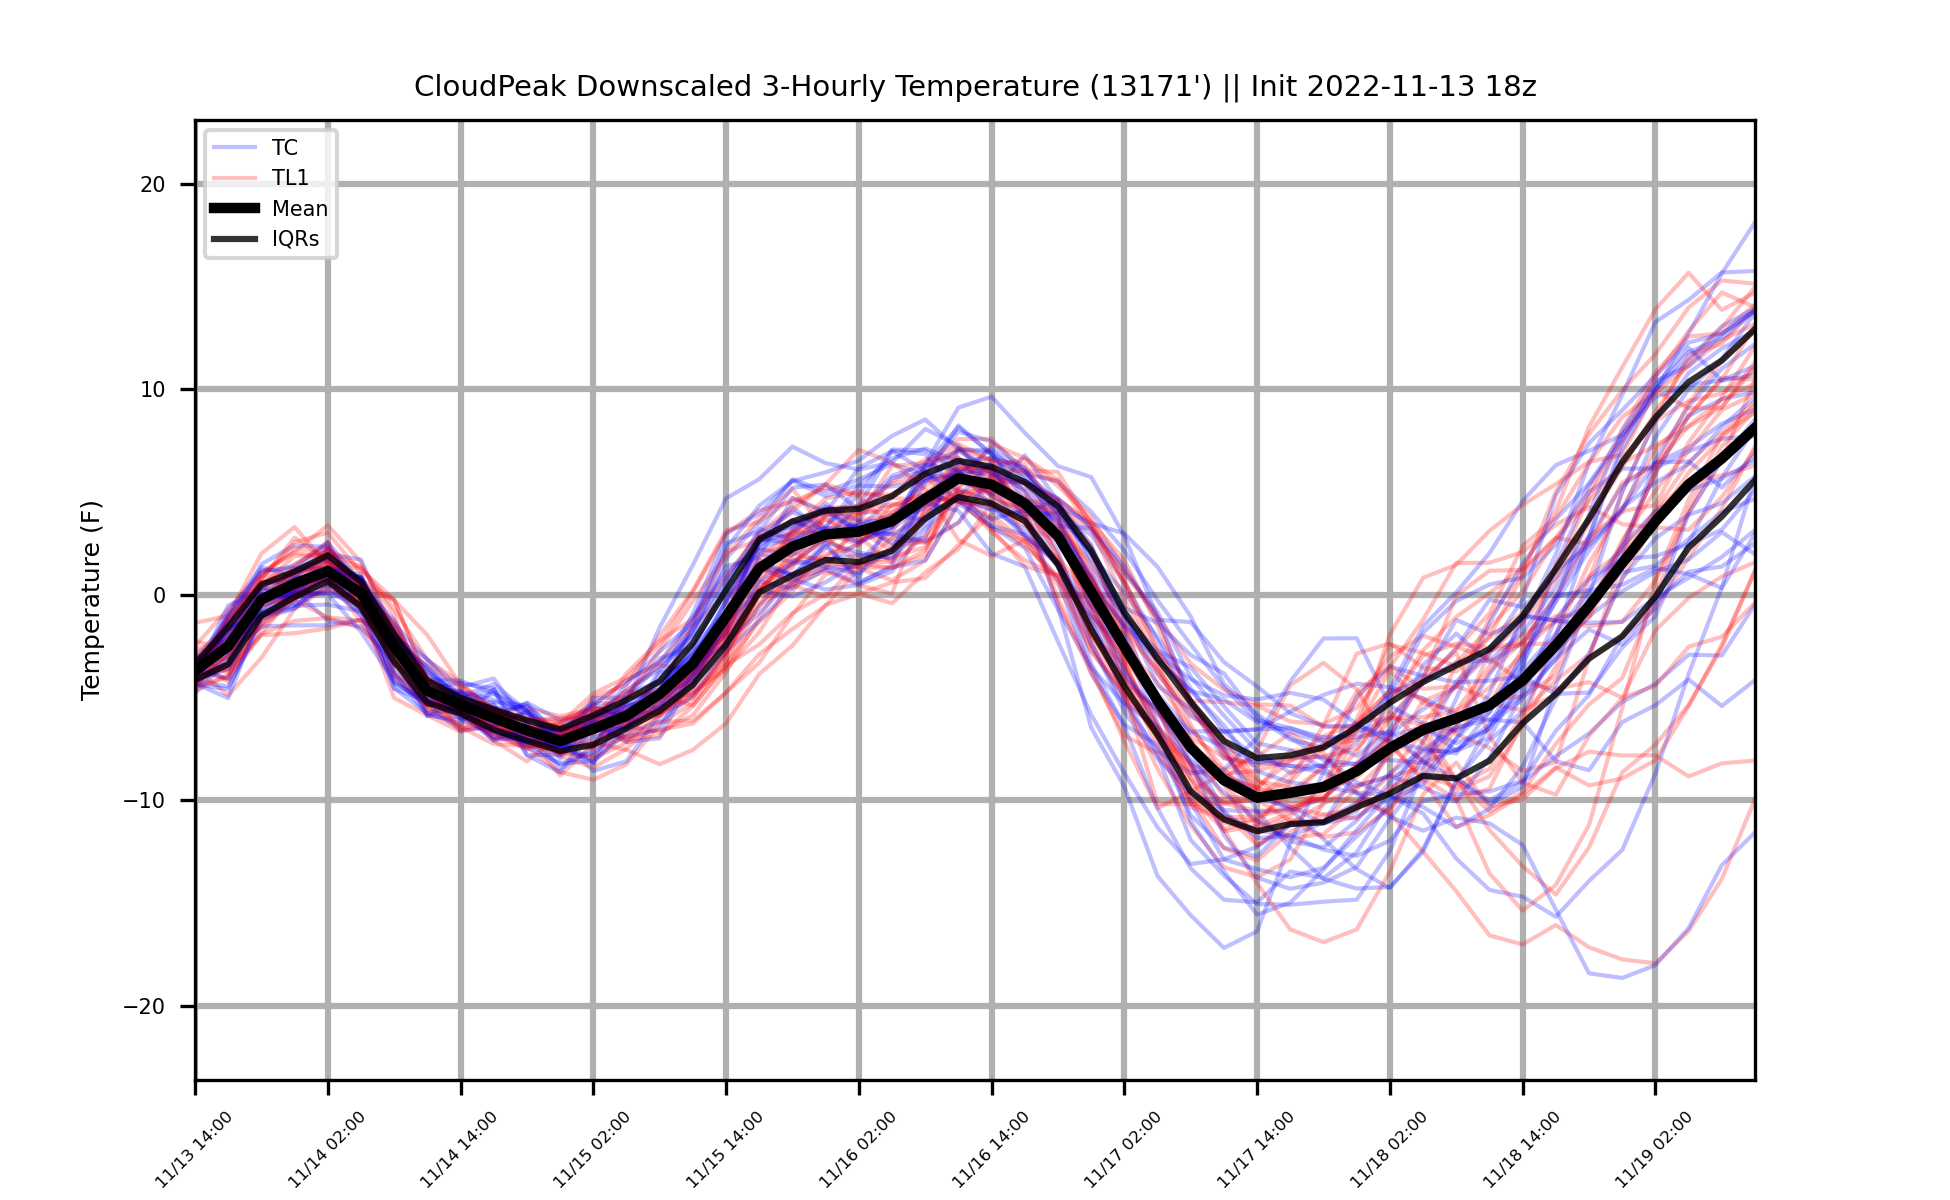 CloudPeak Downscaled 3-Hourly Temperature (13171') || Init 2022-11-13 18z
TC
TL1
Mean
IQRs
Temperature (F)
20
10
0
−10
−20
11/13 14:00
11/14 02:00
11/14 14:00
11/15 02:00
11/15 14:00
11/16 02:00
11/16 14:00
11/17 02:00
11/17 14:00
11/18 02:00
11/18 14:00
11/19 02:00